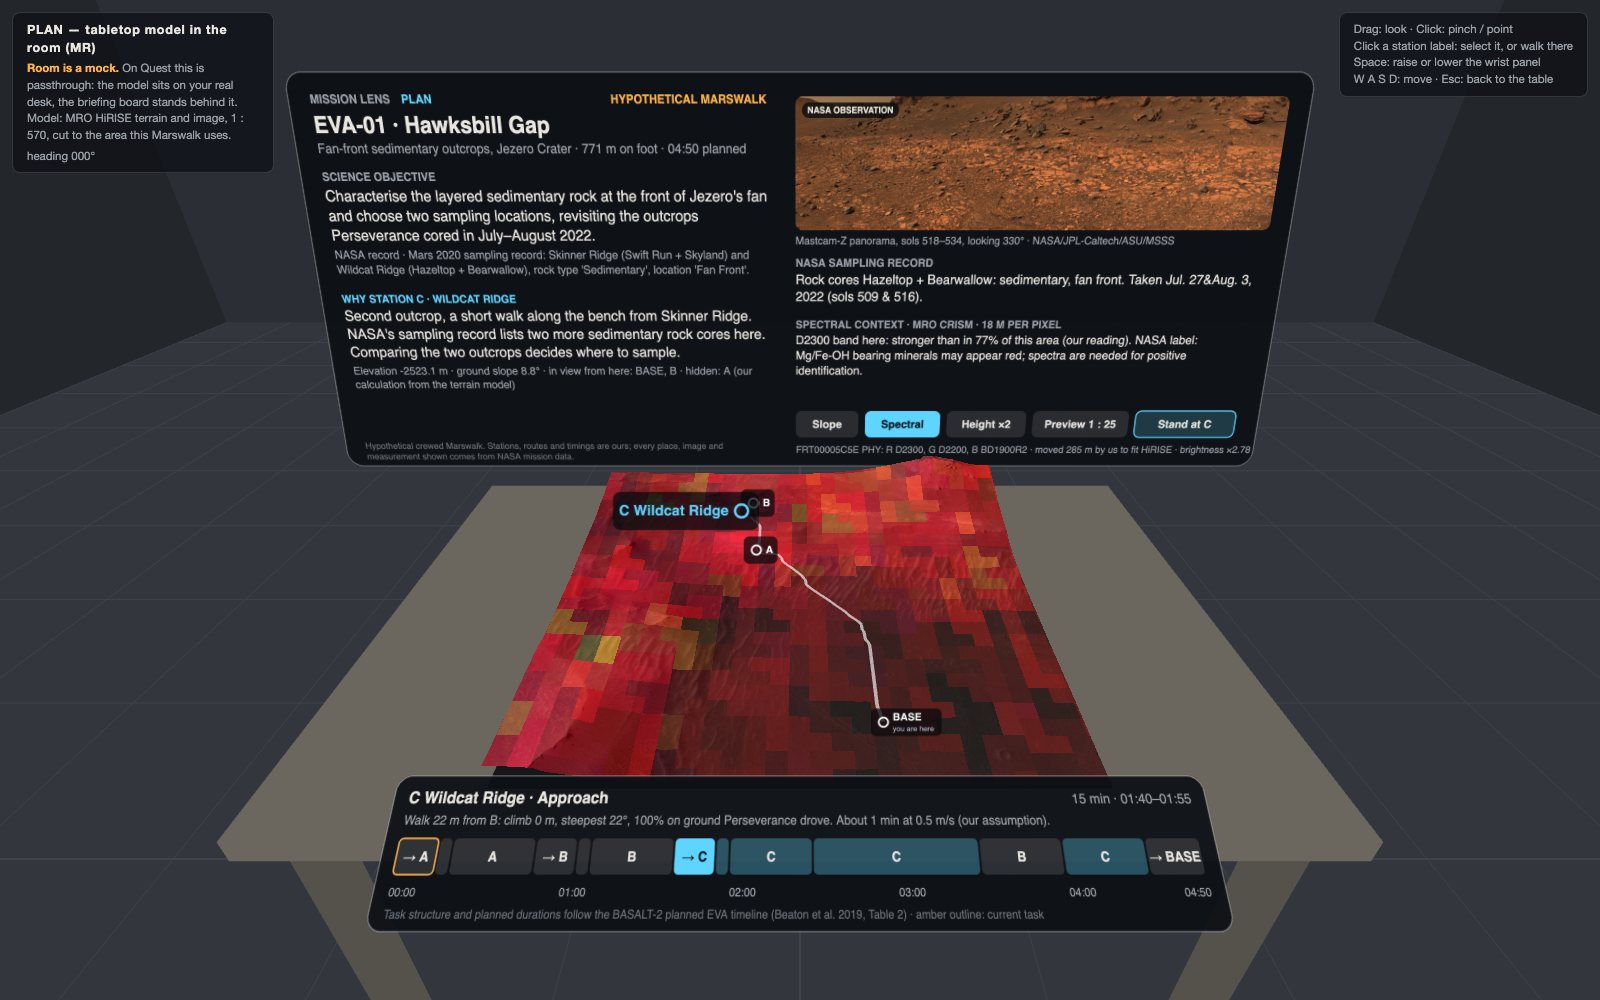 PLAN — tabletop model in the
room (MR)
Room is a mock. On Quest this is
passthrough: the model sits on your real
desk, the briefing board stands behind it.
Model: MRO HiRISE terrain and image, 1 :
570, cut to the area this Marswalk uses.
heading 000°
Drag: look · Click: pinch / point
Click a station label: select it, or walk there
Space: raise or lower the wrist panel
W A S D: move · Esc: back to the table
MISSION LENS PLAN
HYPOTHETICAL MARSWALK
EVA-01 · Hawksbill Gap
Fan-front sedimentary outcrops, Jezero Crater · 771 m on foot · 04:50 planned
SCIENCE OBJECTIVE
Characterise the layered sedimentary rock at the front of Jezero's fan
and choose two sampling locations, revisiting the outcrops
Perseverance cored in July–August 2022.
NASA record · Mars 2020 sampling record: Skinner Ridge (Swift Run + Skyland) and
Wildcat Ridge (Hazeltop + Bearwallow), rock type 'Sedimentary', location 'Fan Front'.
WHY STATION C · WILDCAT RIDGE
Second outcrop, a short walk along the bench from Skinner Ridge.
NASA's sampling record lists two more sedimentary rock cores here.
Comparing the two outcrops decides where to sample.
Elevation -2523.1 m · ground slope 8.8° · in view from here: BASE, B · hidden: A (our
calculation from the terrain model)
Hypothetical crewed Marswalk. Stations, routes and timings are ours; every place, image and
measurement shown comes from NASA mission data.
NASA OBSERVATION
Mastcam-Z panorama, sols 518–534, looking 330° · NASA/JPL-Caltech/ASU/MSSS
NASA SAMPLING RECORD
Rock cores Hazeltop + Bearwallow: sedimentary, fan front. Taken Jul. 27&Aug. 3,
2022 (sols 509 & 516).
SPECTRAL CONTEXT · MRO CRISM · 18 M PER PIXEL
D2300 band here: stronger than in 77% of this area (our reading). NASA label:
Mg/Fe-OH bearing minerals may appear red; spectra are needed for positive
identification.
Slope Spectral Height ×2 Preview 1 : 25 Stand at C
FRT00005C5E PHY: R D2300, G D2200, B BD1900R2 · moved 285 m by us to fit HiRISE · brightness ×2.78
B
C Wildcat Ridge
A
BASE
you are here
C Wildcat Ridge · Approach
15 min · 01:40–01:55
Walk 22 m from B: climb 0 m, steepest 22°, 100% on ground Perseverance drove. About 1 min at 0.5 m/s (our assumption).
→ A A → B B → C C C B C → BASE
00:00 01:00 02:00 03:00 04:00 04:50
Task structure and planned durations follow the BASALT-2 planned EVA timeline (Beaton et al. 2019, Table 2) · amber outline: current task